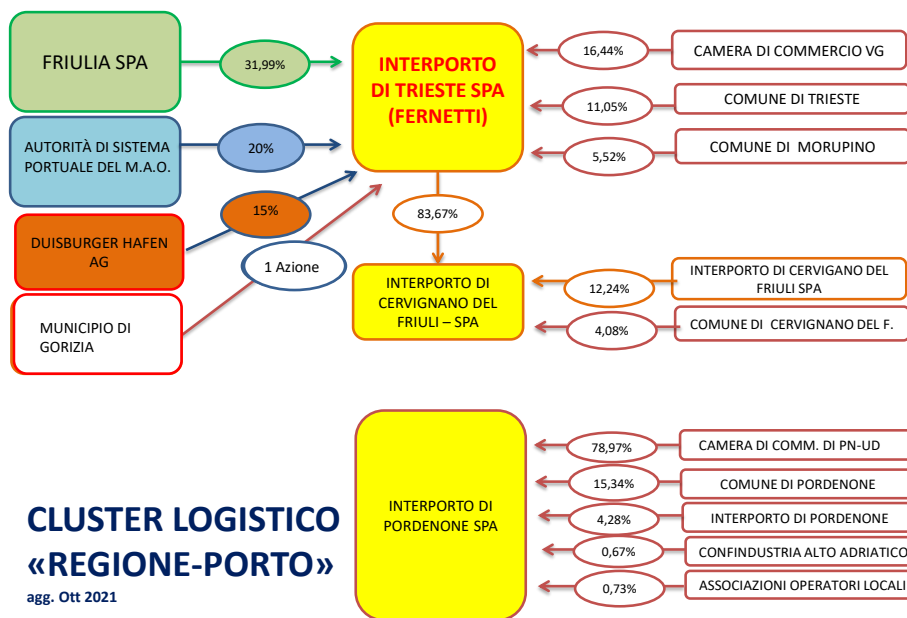 FRIULIA SPA
31,99%
INTERPORTO
DI TRIESTE SPA
(FERNETTI)
16,44%
CAMERA DI COMMERCIO VG
11,05%
COMUNE DI TRIESTE
5,52%
COMUNE DI MORUPINO
AUTORITÀ DI SISTEMA
PORTUALE DEL M.A.O.
20%
DUISBURGER HAFEN
AG
15%
MUNICIPIO DI
GORIZIA
1 Azione
83,67%
INTERPORTO DI
CERVIGNANO DEL
FRIULI – SPA
12,24%
INTERPORTO DI CERVIGANO DEL
FRIULI SPA
4,08%
COMUNE DI CERVIGNANO DEL F.
INTERPORTO DI
PORDENONE SPA
78,97%
CAMERA DI COMM. DI PN-UD
15,34%
COMUNE DI PORDENONE
4,28%
INTERPORTO DI PORDENONE
0,67%
CONFINDUSTRIA ALTO ADRIATICO
0,73%
ASSOCIAZIONI OPERATORI LOCALI
CLUSTER LOGISTICO
«REGIONE-PORTO»
agg. Ott 2021